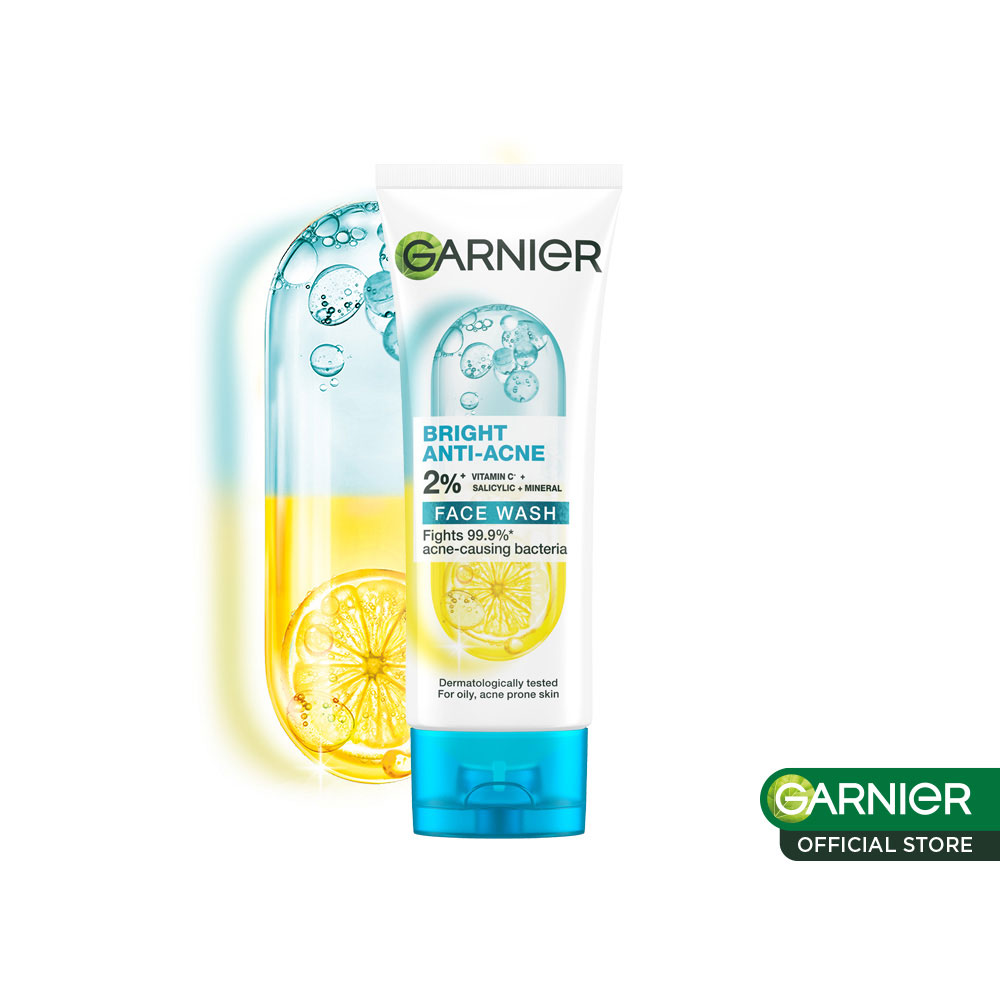 GARNIER
BRIGHT
ANTI-ACNE
2%+ VITAMIN C* +
SALICYLIC + MINERAL
FACE WASH
Fights 99.9%*
acne-causing bacteria
Dermatologically tested
For oily, acne prone skin
GARNIER
OFFICIAL STORE